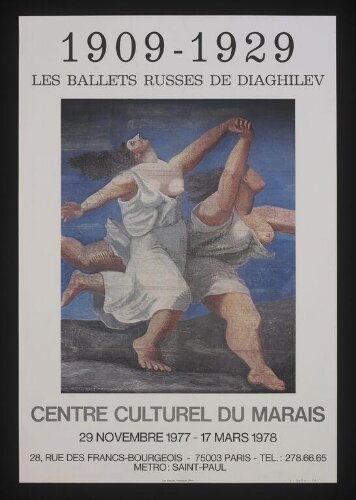 1909-1929
LES BALLETS RUSSES DE DIAGHILEV
CENTRE CULTUREL DU MARAIS
29 NOVEMBRE 1977 - 17 MARS 1978
28, RUE DES FRANCS-BOURGEOIS - 75003 PARIS - TEL.: 278.66.65
METRO: SAINT-PAUL